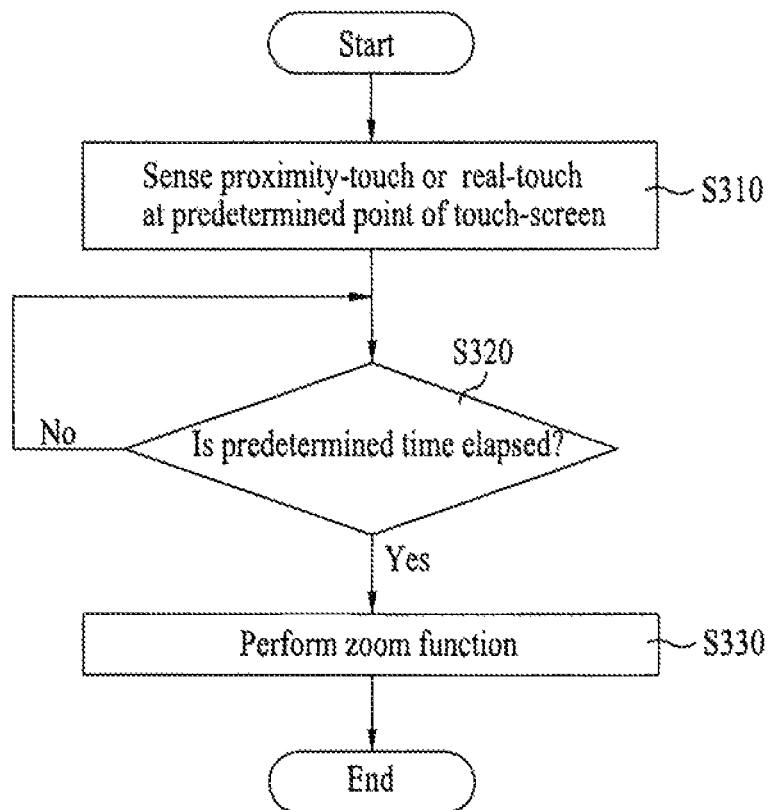 Start
Sense proximity-touch or real-touch
at predetermined point of touch-screen
S310
S320
Is predetermined time elapsed?
No
Yes
Perform zoom function
S330
End